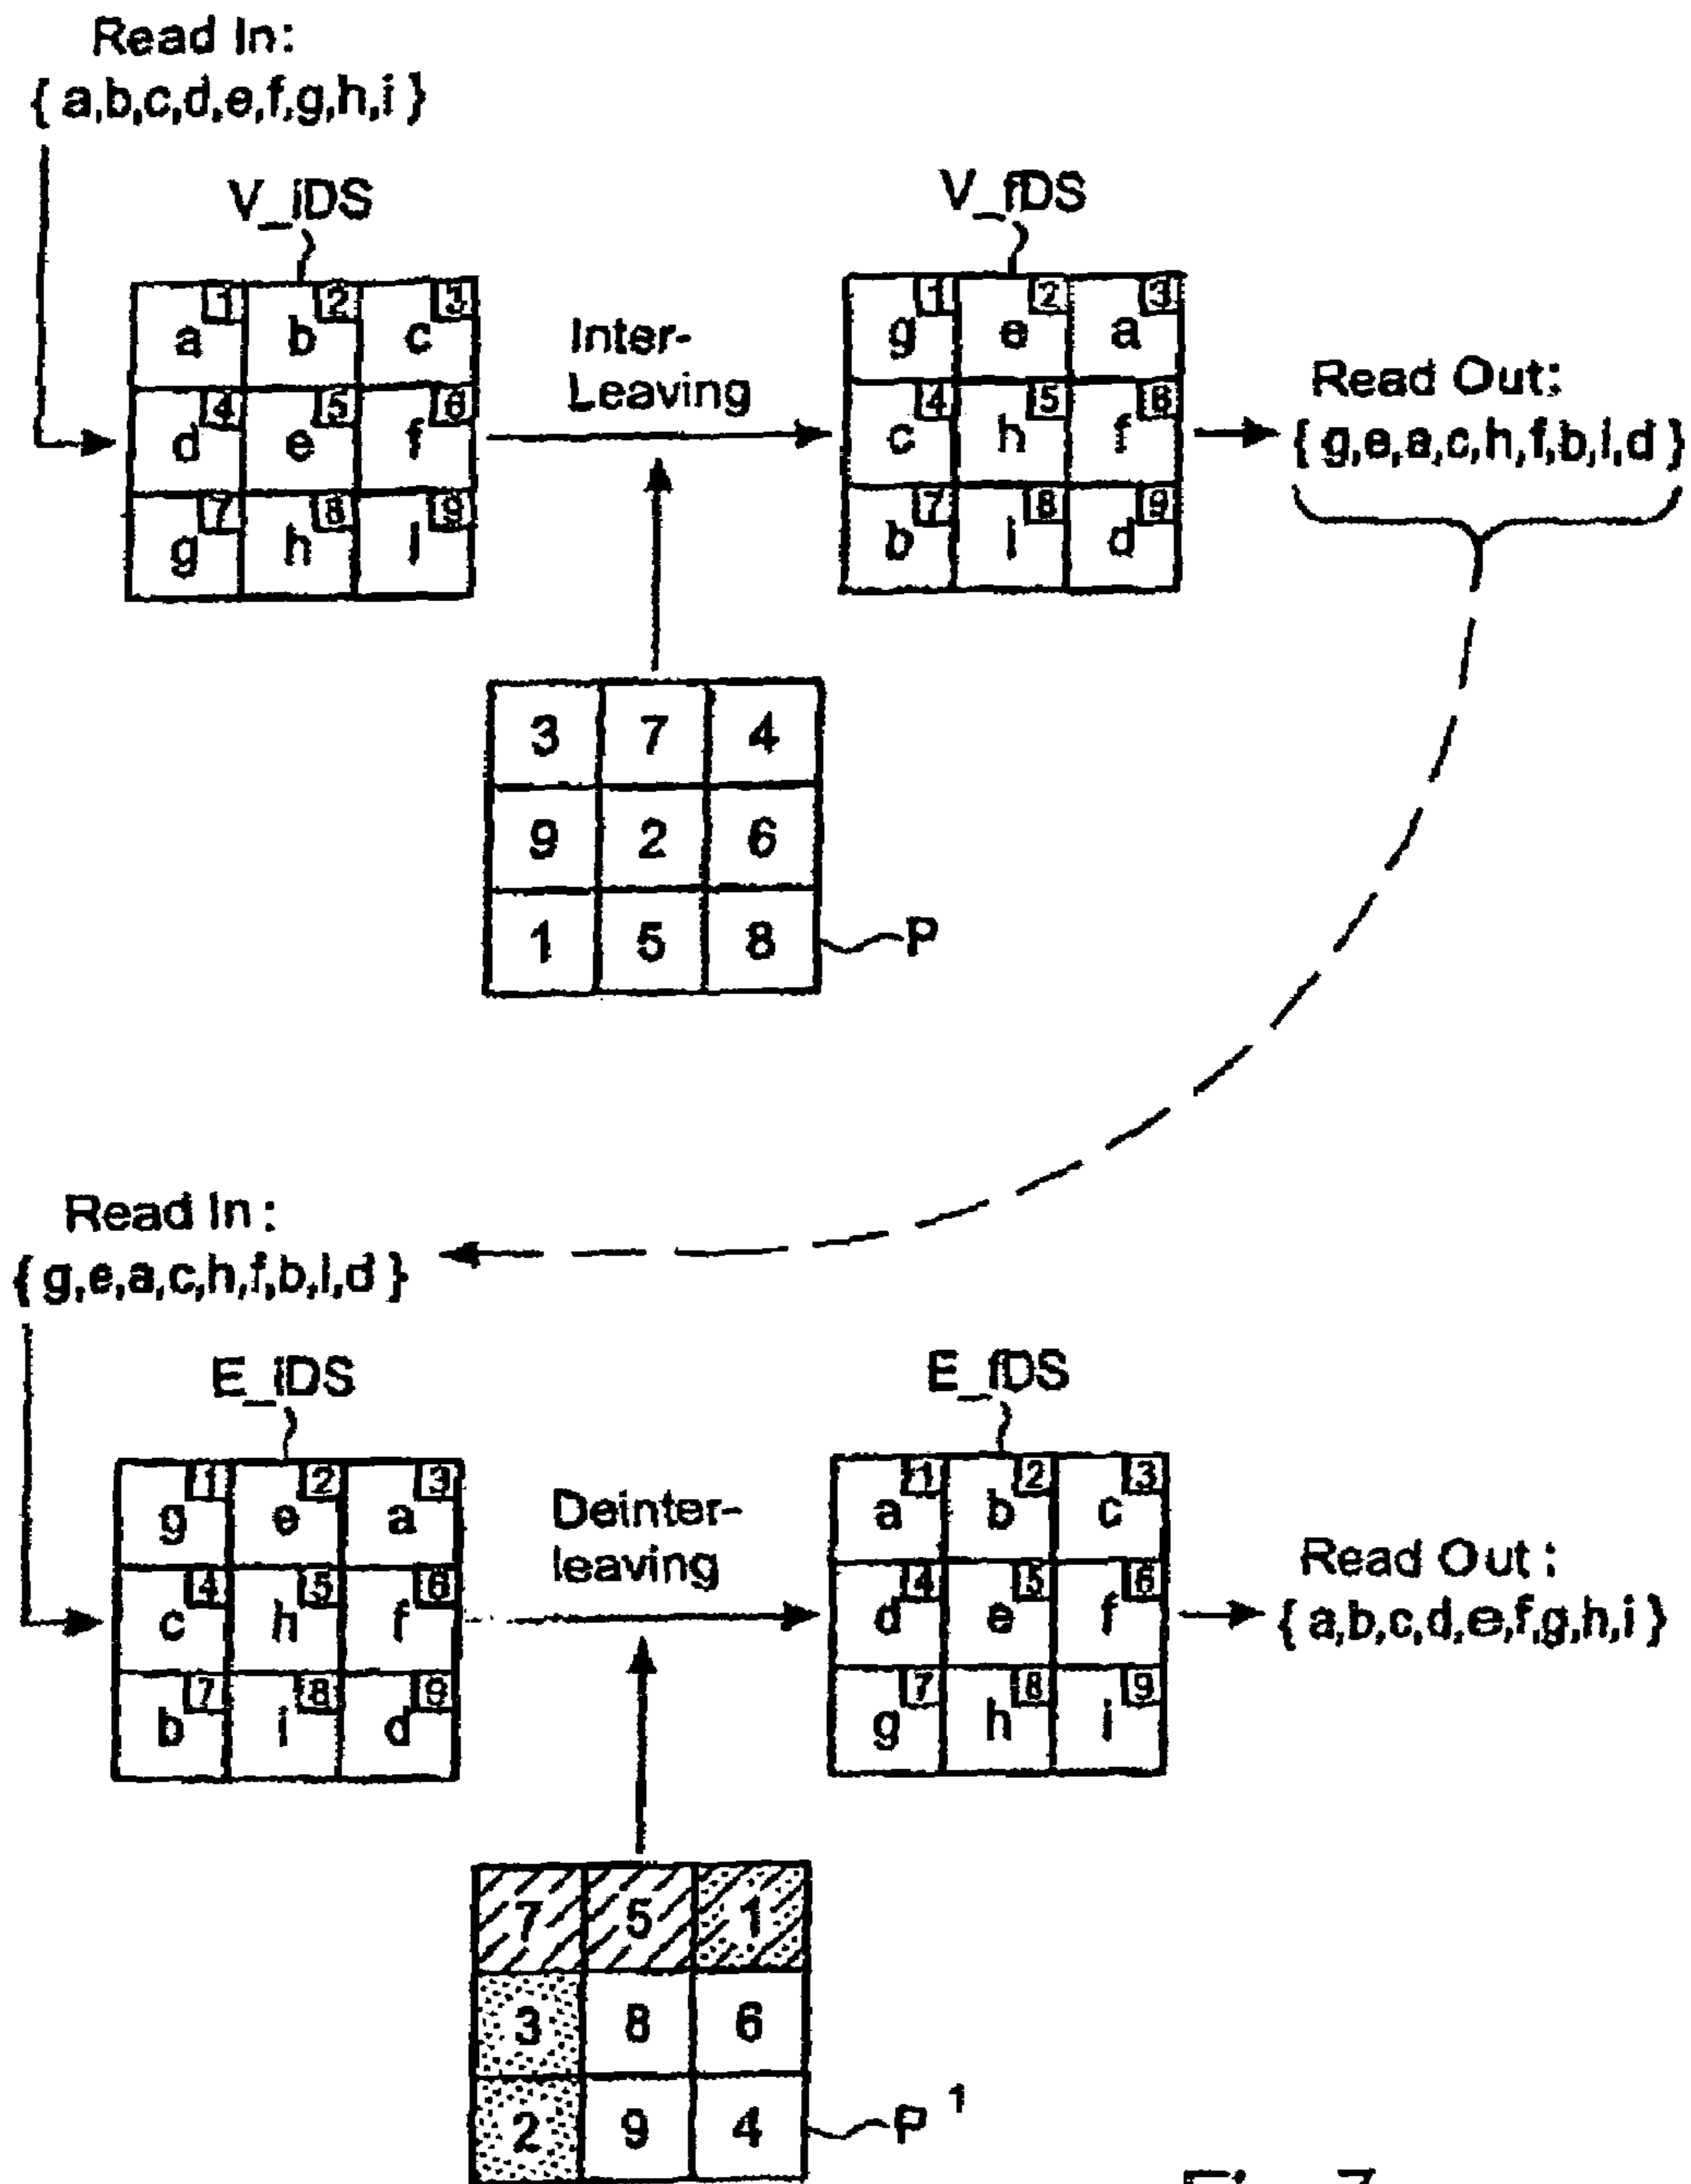 Read In:
{ a,b,c,d,e,f,g,h,i }
V_iDS
V_fDS
1 2 3
a b c
4 5 6
d e f
7 8 9
g h i
Inter-
Leaving
1 2 3
g e a
4 5 6
c h f
7 8 9
b i d
Read Out:
{ g,e,a,c,h,f,b,i,d }
3 7 4
9 2 6
1 5 8
P
Read In :
{ g,e,a,c,h,f,b,i,d }
E_iDS
E_fDS
1 2 3
g e a
4 5 6
c h f
7 8 9
b i d
Deinter-
leaving
1 2 3
a b c
4 5 6
d e f
7 8 9
g h i
Read Out :
{ a,b,c,d,e,f,g,h,i }
7 5 1
3 8 6
2 9 4
P 1